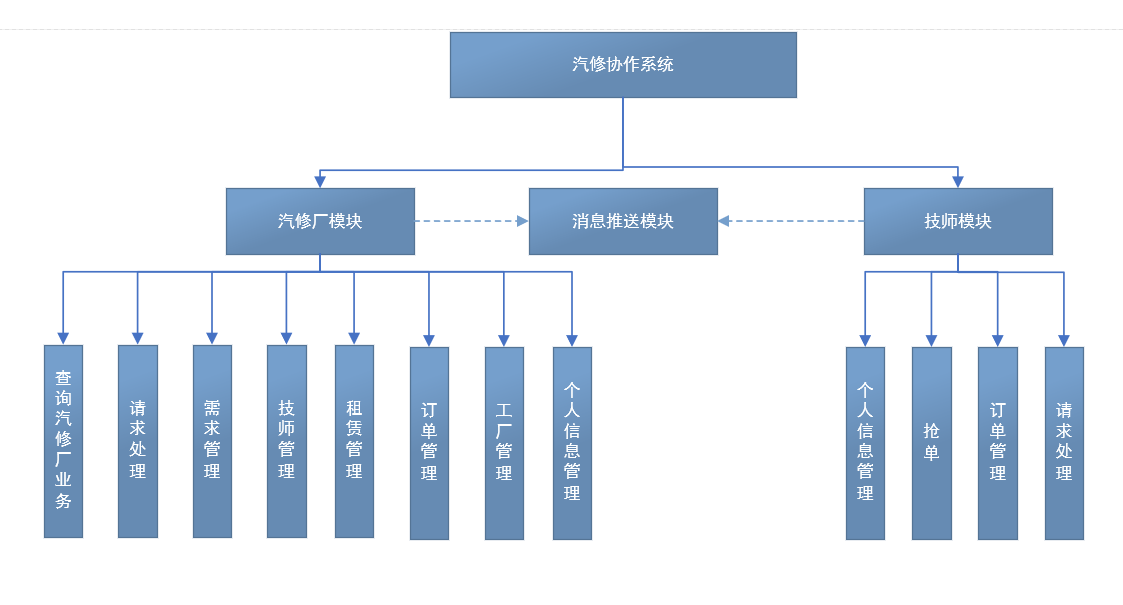 汽修协作系统
汽修厂模块
消息推送模块
技师模块
查询汽修厂业务
请求处理
需求管理
技师管理
租赁管理
订单管理
工厂管理
个人信息管理
个人信息管理
抢单
订单管理
请求处理